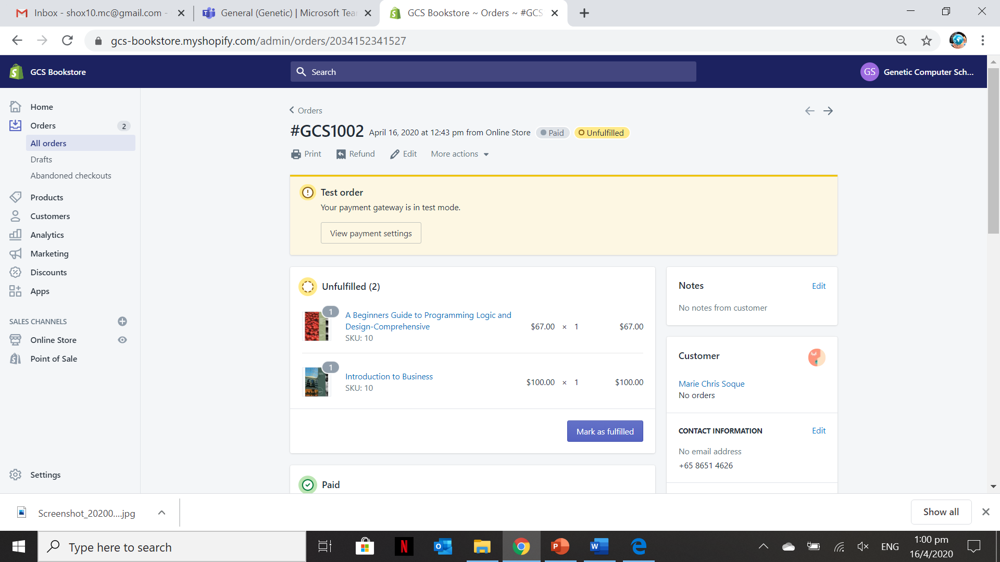 Inbox - shox10.mc@gmail.com -
General (Genetic) | Microsoft Tea
GCS Bookstore ~ Orders ~ #GCS
gcs-bookstore.myshopify.com/admin/orders/2034152341527
GCS Bookstore
Search
GS Genetic Computer Sch...
Home
Orders 2
All orders
Drafts
Abandoned checkouts
Products
Customers
Analytics
Marketing
Discounts
Apps
SALES CHANNELS
Online Store
Point of Sale
Settings
Orders
#GCS1002 April 16, 2020 at 12:43 pm from Online Store Paid Unfulfilled
Print Refund Edit More actions
Test order
Your payment gateway is in test mode.
View payment settings
Unfulfilled (2)
1
A Beginners Guide to Programming Logic and
Design-Comprehensive
SKU: 10
$67.00 × 1 $67.00
1
Introduction to Business
SKU: 10
$100.00 × 1 $100.00
Mark as fulfilled
Paid
Notes Edit
No notes from customer
Customer
Marie Chris Soque
No orders
CONTACT INFORMATION Edit
No email address
+65 8651 4626
Screenshot_20200....jpg
Show all
Type here to search
ENG
1:00 pm
16/4/2020